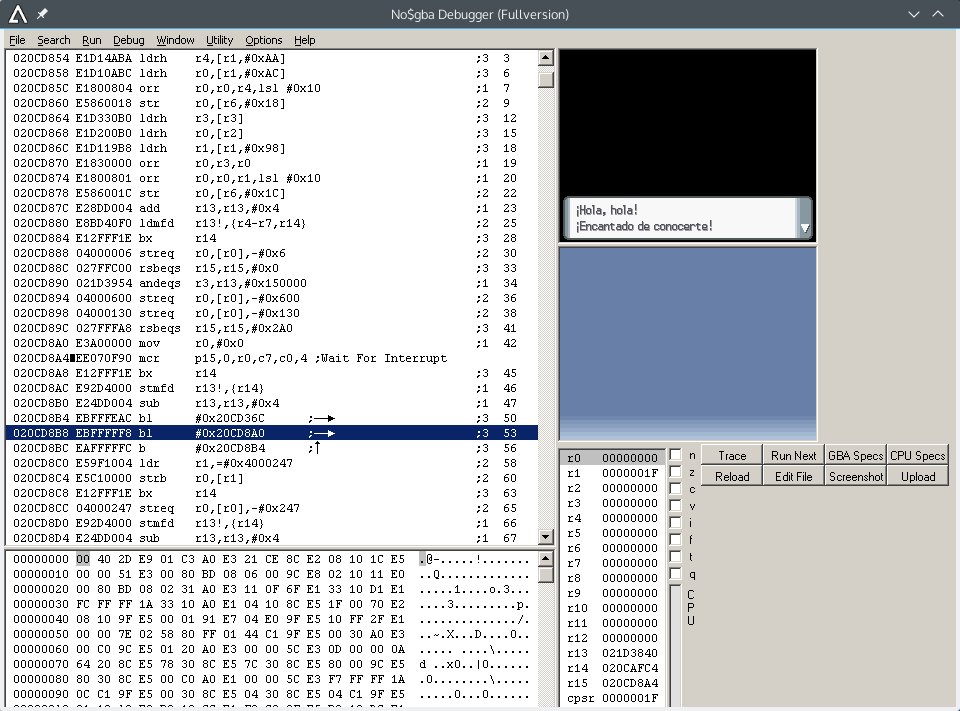 No$gba Debugger (Fullversion)
File Search Run Debug Window Utility Options Help
020CD854 E1D14ABA ldrh r4,[r1,#0xAA] ;3 3
020CD858 E1D10ABC ldrh r0,[r1,#0xAC] ;3 6
020CD85C E1800804 orr r0,r0,r4,lsl #0x10 ;1 7
020CD860 E5860018 str r0,[r6,#0x18] ;2 9
020CD864 E1D330B0 ldrh r3,[r3] ;3 12
020CD868 E1D200B0 ldrh r0,[r2] ;3 15
020CD86C E1D119B8 ldrh r1,[r1,#0x98] ;3 18
020CD870 E1830000 orr r0,r3,r0 ;1 19
020CD874 E1800801 orr r0,r0,r1,lsl #0x10 ;1 20
020CD878 E586001C str r0,[r6,#0x1C] ;2 22
020CD87C E28DD004 add r13,r13,#0x4 ;1 23
020CD880 E8BD40F0 ldmfd r13!,{r4-r7,r14} ;2 25
020CD884 E12FFF1E bx r14 ;3 28
020CD888 04000006 streq r0,[r0],-#0x6 ;2 30
020CD88C 027FFC00 rsbeqs r15,r15,#0x0 ;3 33
020CD890 021D3954 andeqs r3,r13,#0x150000 ;1 34
020CD894 04000600 streq r0,[r0],-#0x600 ;2 36
020CD898 04000130 streq r0,[r0],-#0x130 ;2 38
020CD89C 027FFFA8 rsbeqs r15,r15,#0x2A0 ;3 41
020CD8A0 E3A00000 mov r0,#0x0 ;1 42
020CD8A4 EE070F90 mcr p15,0,r0,c7,c0,4 ;Wait For Interrupt
020CD8A8 E12FFF1E bx r14 ;3 45
020CD8AC E92D4000 stmfd r13!,{r14} ;1 46
020CD8B0 E24DD004 sub r13,r13,#0x4 ;1 47
020CD8B4 EBFFFEAC bl #0x20CD36C ;→ ;3 50
020CD8B8 EBFFFFF8 bl #0x20CD8A0 ;→ ;3 53
020CD8BC EAFFFFFC b #0x20CD8B4 ;↑ ;3 56
020CD8C0 E59F1004 ldr r1,=#0x4000247 ;2 58
020CD8C4 E5C10000 strb r0,[r1] ;2 60
020CD8C8 E12FFF1E bx r14 ;3 63
020CD8CC 04000247 streq r0,[r0],-#0x247 ;2 65
020CD8D0 E92D4000 stmfd r13!,{r14} ;1 66
020CD8D4 E24DD004 sub r13,r13,#0x4 ;1 67
¡Hola, hola!
¡Encantado de conocerte!
00000000 00 40 2D E9 01 C3 A0 E3 21 CE 8C E2 08 10 1C E5 .@-.....!.......
00000010 00 00 51 E3 00 80 BD 08 06 00 9C E8 02 10 11 E0 ..Q.............
00000020 00 80 BD 08 02 31 A0 E3 11 0F 6F E1 33 10 D1 E1 .....1....o.3...
00000030 FC FF FF 1A 33 10 A0 E1 04 10 8C E5 1F 00 70 E2 ....3.........p.
00000040 08 10 9F E5 00 01 91 E7 04 E0 9F E5 10 FF 2F E1 ............../.
00000050 00 00 7E 02 58 80 FF 01 44 C1 9F E5 00 30 A0 E3 ..~.X...D....0..
00000060 00 C0 9C E5 01 20 A0 E3 00 00 5C E3 0D 00 00 0A ..... ....\.....
00000070 64 20 8C E5 78 30 8C E5 7C 30 8C E5 80 00 9C E5 d ..x0..|0......
00000080 80 30 8C E5 00 C0 A0 E1 00 00 5C E3 F7 FF FF 1A .0........\.....
00000090 0C C1 9F E5 00 30 8C E5 04 30 8C E5 04 C1 9F E5 .....0...0......
r0 00000000
r1 0000001F
r2 00000000
r3 00000000
r4 00000000
r5 00000000
r6 00000000
r7 00000000
r8 00000000
r9 00000000
r10 00000000
r11 00000000
r12 00000000
r13 021D3840
r14 020CAFC4
r15 020CD8A4
cpsr 0000001F
n
z
c
v
i
f
t
q
C
P
U
Trace Run Next GBA Specs CPU Specs
Reload Edit File Screenshot Upload